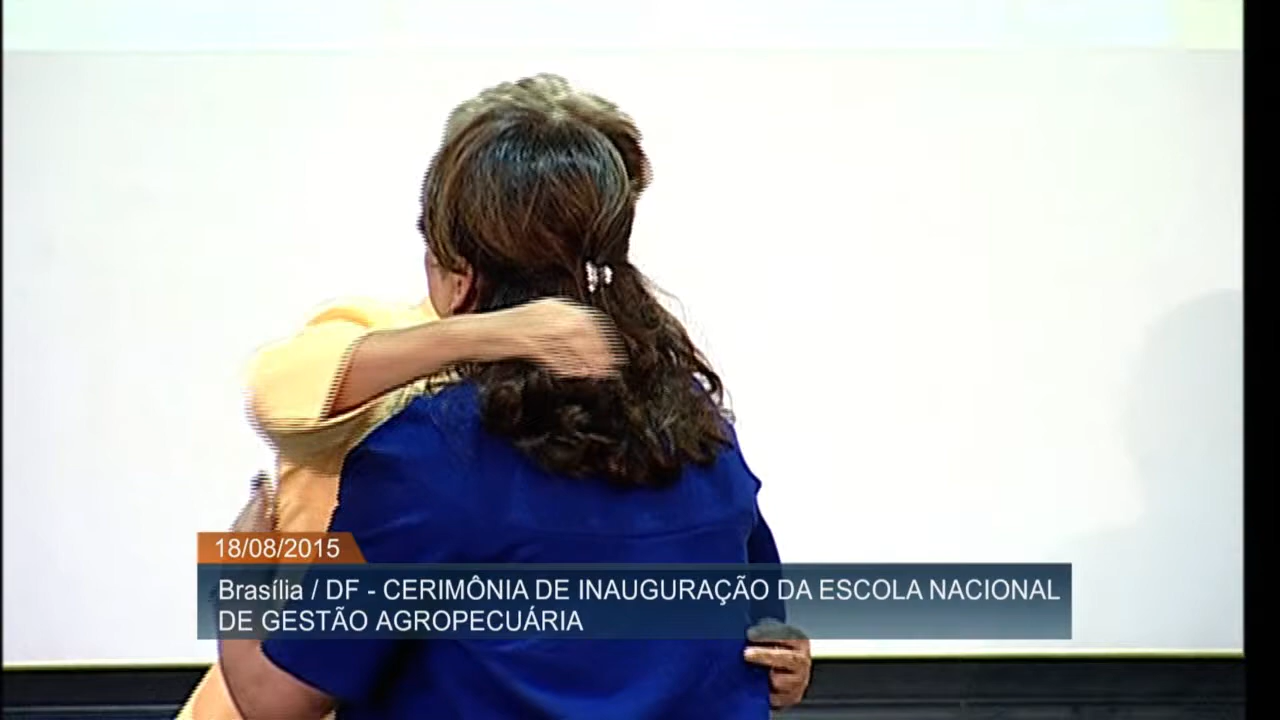 18/08/2015
Brasília / DF - CERIMÔNIA DE INAUGURAÇÃO DA ESCOLA NACIONAL
DE GESTÃO AGROPECUÁRIA